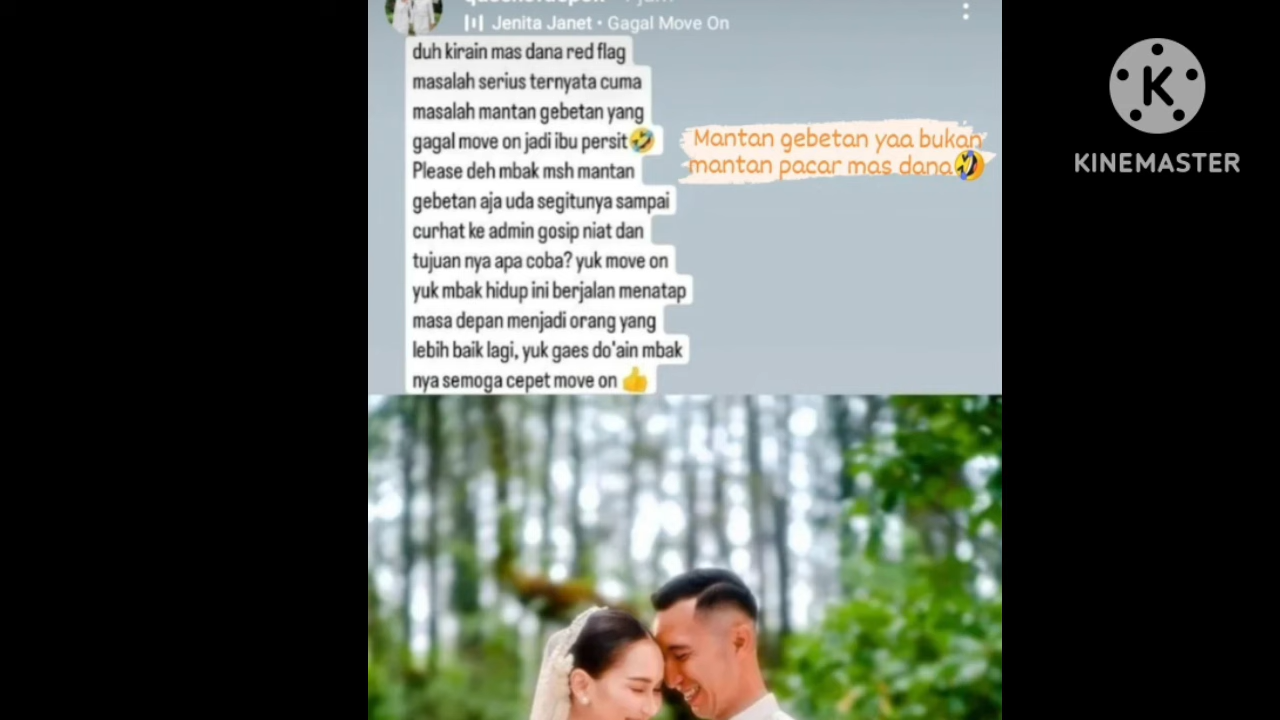 Jenita Janet • Gagal Move On
duh kirain mas dana red flag
masalah serius ternyata cuma
masalah mantan gebetan yang
gagal move on jadi ibu persit🤣
Please deh mbak msh mantan
gebetan aja uda segitunya sampai
curhat ke admin gosip niat dan
tujuan nya apa coba? yuk move on
yuk mbak hidup ini berjalan menatap
masa depan menjadi orang yang
lebih baik lagi, yuk gaes do'ain mbak
nya semoga cepet move on 👍
Mantan gebetan yaa bukan
mantan pacar mas dana🤣
KINEMASTER